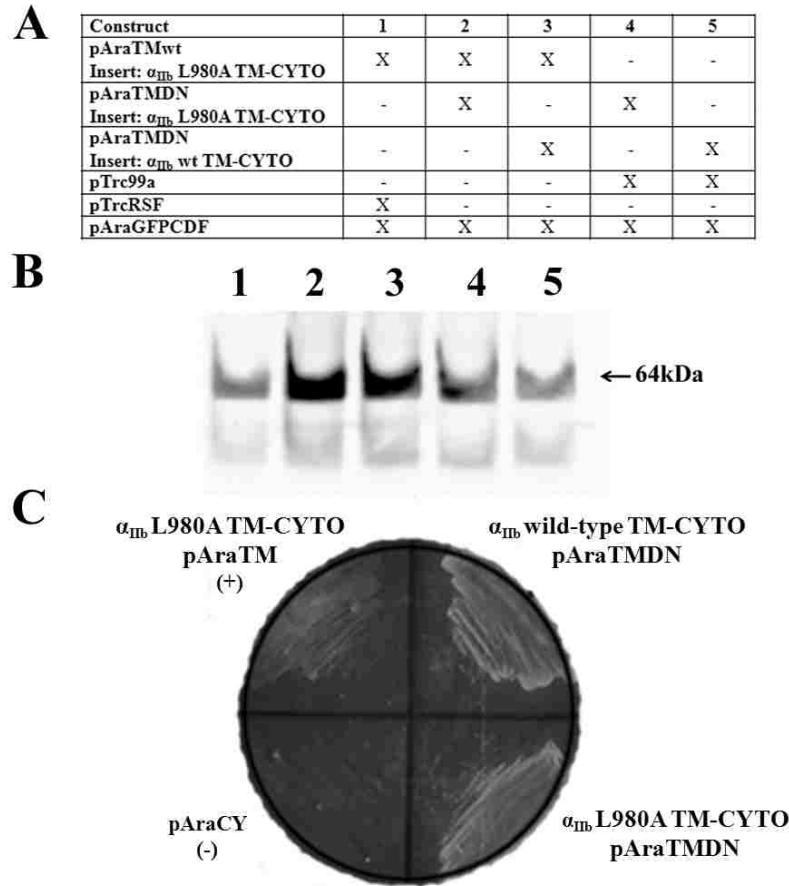 A
Construct 1 2 3 4 5
pAraTMwt
Insert: αIIb L980A TM-CYTO X X X - -
pAraTMDN
Insert: αIIb L980A TM-CYTO - X - X -
pAraTMDN
Insert: αIIb wt TM-CYTO - - X - X
pTrc99a - - - X X
pTrcRSF X - - - -
pAraGFPCDF X X X X X
B
1 2 3 4 5
←64kDa
C
αIIb L980A TM-CYTO
pAraTM
(+)
αIIb wild-type TM-CYTO
pAraTMDN
pAraCY
(-)
αIIb L980A TM-CYTO
pAraTMDN